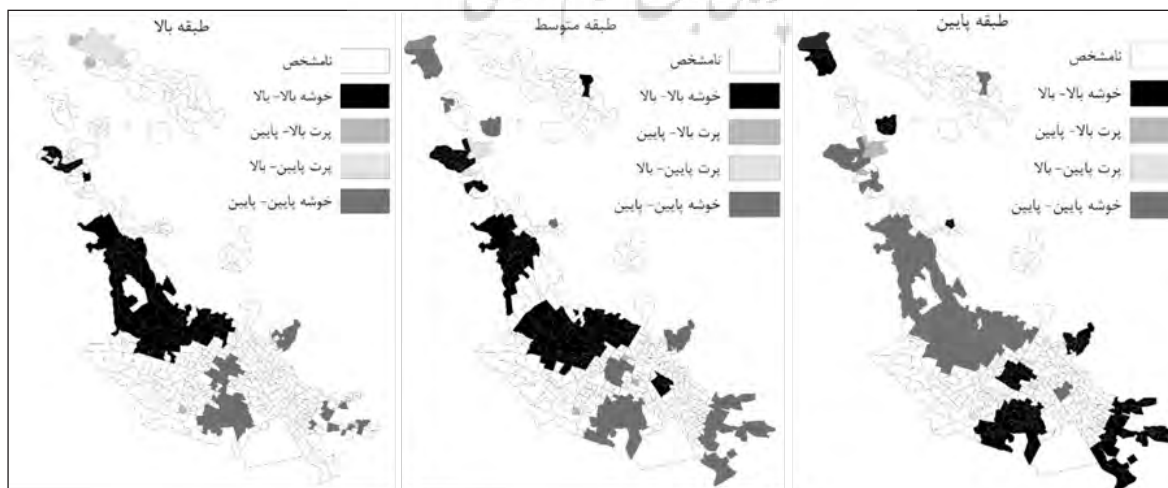 طبقه پایین
نامشخص
خوشه بالا- بالا
پرت بالا- پایین
پرت پایین- بالا
خوشه پایین- پایین
طبقه متوسط
نامشخص
خوشه بالا- بالا
پرت بالا- پایین
پرت پایین- بالا
خوشه پایین- پایین
طبقه بالا
نامشخص
خوشه بالا- بالا
پرت بالا- پایین
پرت پایین- بالا
خوشه پایین- پایین